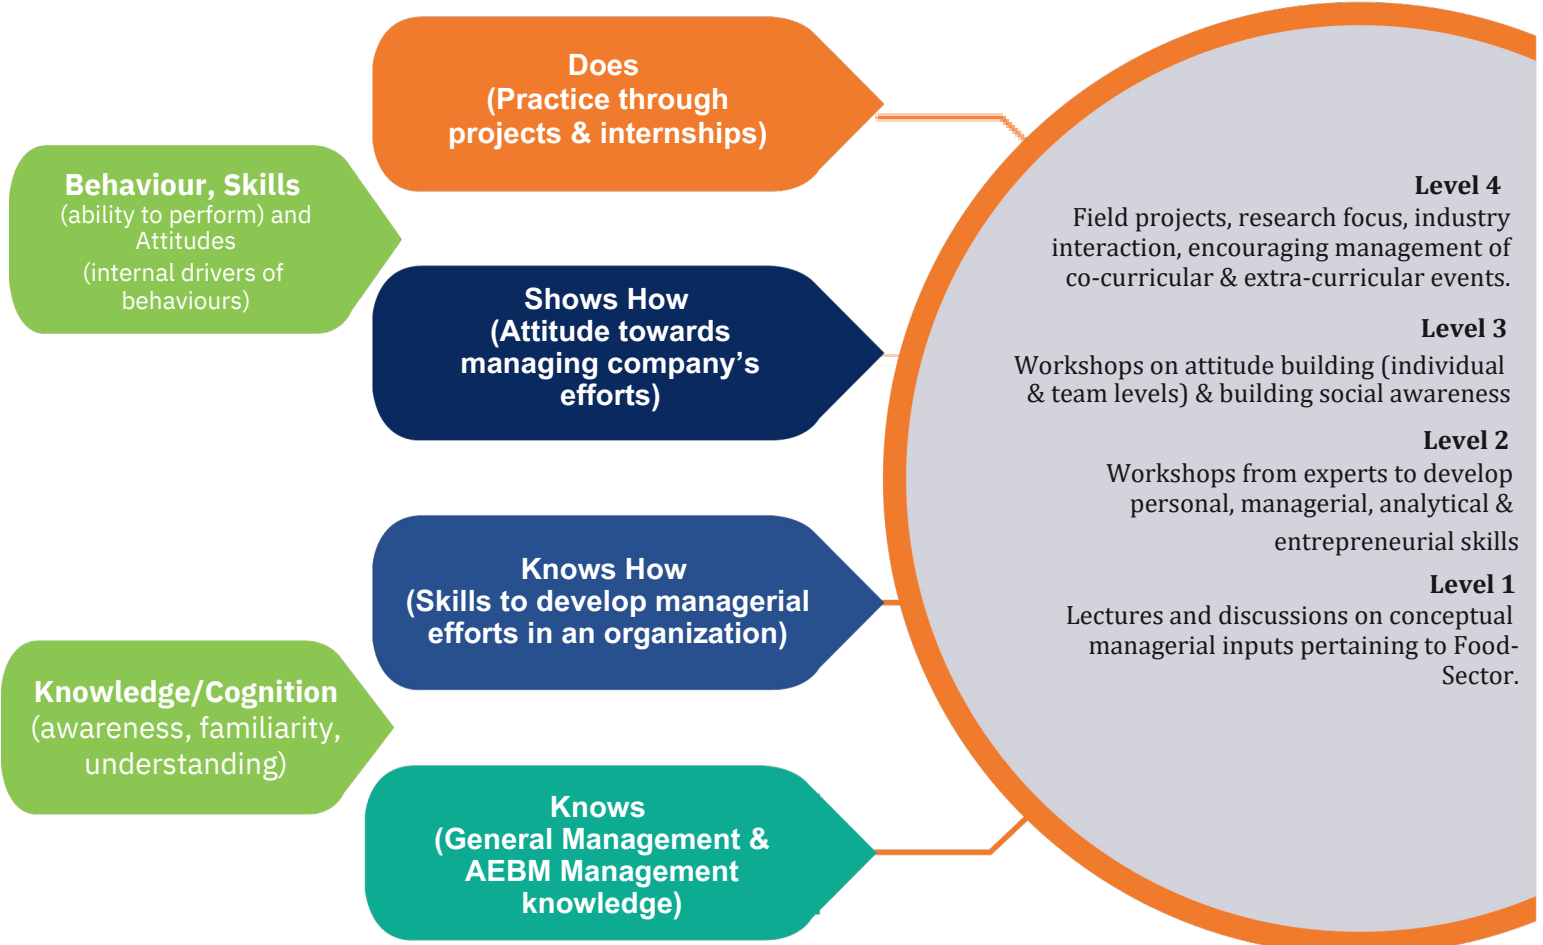 Does
(Practice through
projects & internships)
Behaviour, Skills
(ability to perform) and
Attitudes
(internal drivers of
behaviours)
Shows How
(Attitude towards
managing company’s
efforts)
Knows How
(Skills to develop managerial
efforts in an organization)
Knowledge/Cognition
(awareness, familiarity,
understanding)
Knows
(General Management &
AEBM Management
knowledge)
Level 4
Field projects, research focus, industry
interaction, encouraging management of
co-curricular & extra-curricular events.
Level 3
Workshops on attitude building (individual
& team levels) & building social awareness
Level 2
Workshops from experts to develop
personal, managerial, analytical &
entrepreneurial skills
Level 1
Lectures and discussions on conceptual
managerial inputs pertaining to Food-
Sector.